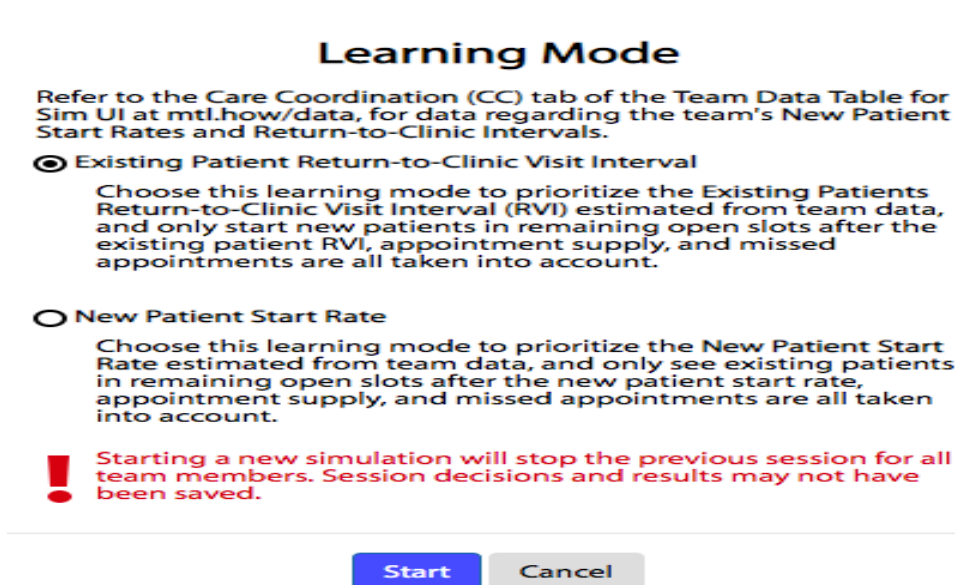 Learning Mode
Refer to the Care Coordination (CC) tab of the Team Data Table for
Sim UI at mtl.how/data, for data regarding the team's New Patient
Start Rates and Return-to-Clinic Intervals.
Existing Patient Return-to-Clinic Visit Interval
Choose this learning mode to prioritize the Existing Patients
Return-to-Clinic Visit Interval (RVI) estimated from team data,
and only start new patients in remaining open slots after the
existing patient RVI, appointment supply, and missed
appointments are all taken into account.
New Patient Start Rate
Choose this learning mode to prioritize the New Patient Start
Rate estimated from team data, and only see existing patients
in remaining open slots after the new patient start rate,
appointment supply, and missed appointments are all taken
into account.
Starting a new simulation will stop the previous session for all
team members. Session decisions and results may not have
been saved.
Start Cancel